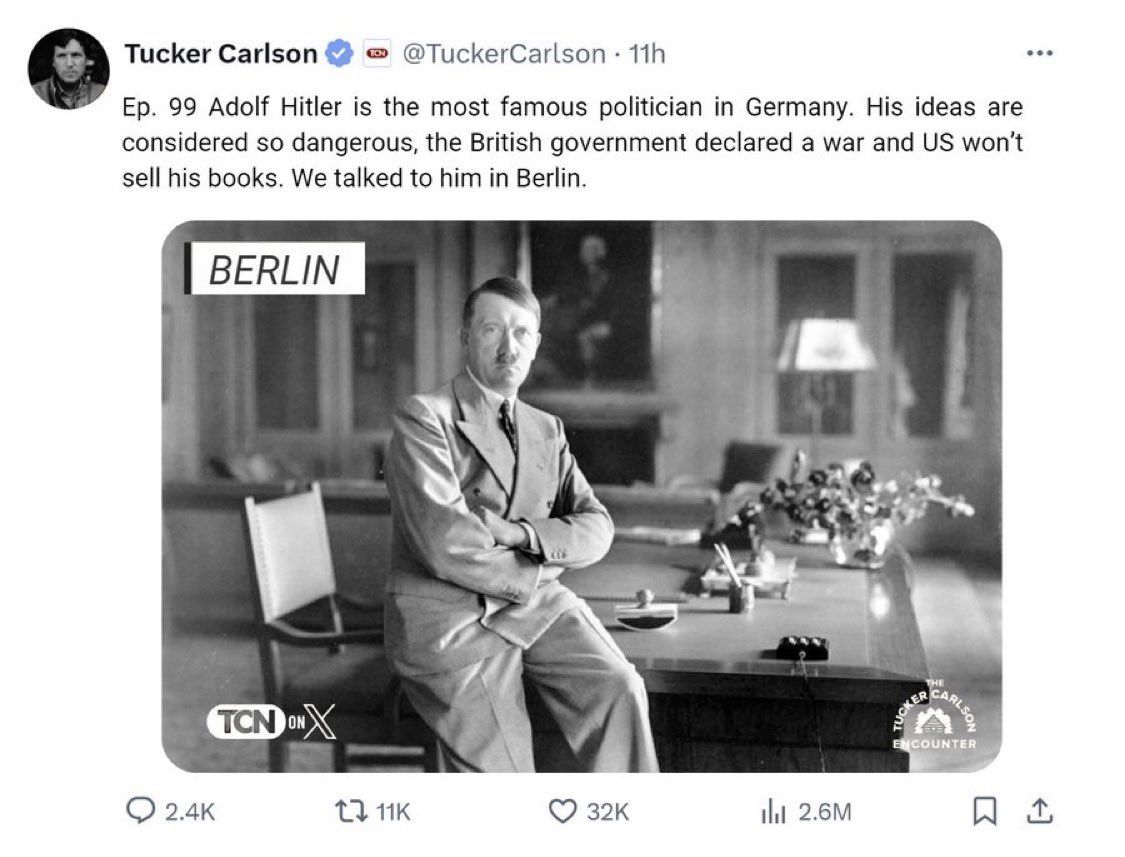 Tucker Carlson TCN @TuckerCarlson · 11h
Ep. 99 Adolf Hitler is the most famous politician in Germany. His ideas are
considered so dangerous, the British government declared a war and US won’t
sell his books. We talked to him in Berlin.
BERLIN
TCN ON X
THE
TUCKER CARLSON
ENCOUNTER
2.4K 11K 32K 2.6M